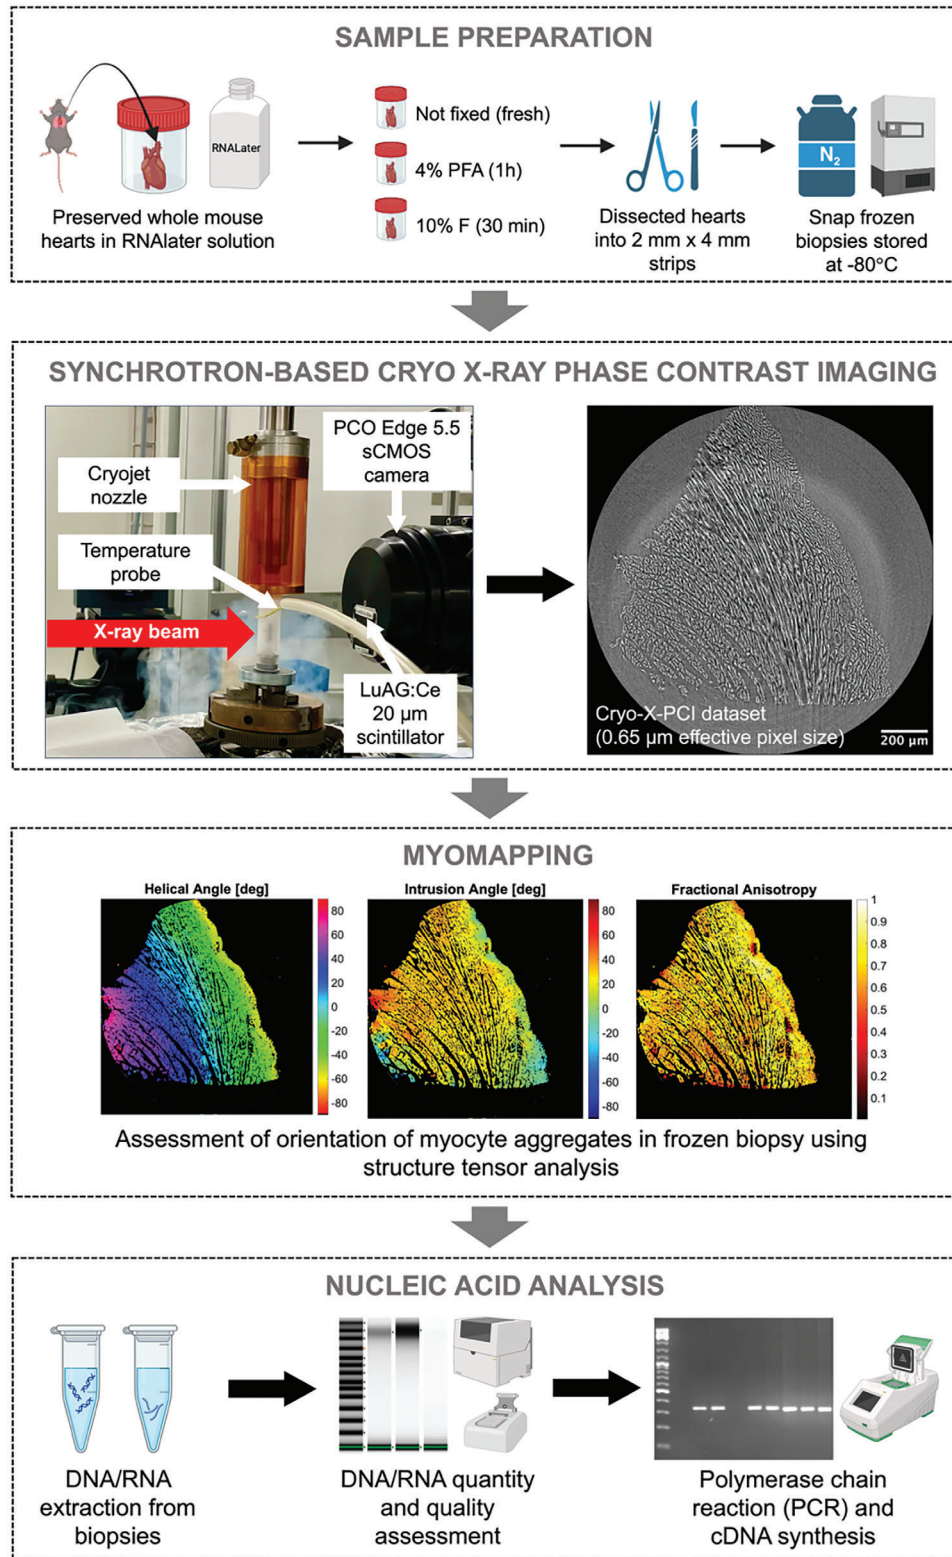 SAMPLE PREPARATION
RNALater
Preserved whole mouse
hearts in RNAlater solution
Not fixed (fresh)
4% PFA (1h)
10% F (30 min)
Dissected hearts
into 2 mm x 4 mm
strips
N2
Snap frozen
biopsies stored
at -80°C
SYNCHROTRON-BASED CRYO X-RAY PHASE CONTRAST IMAGING
Cryojet
nozzle
PCO Edge 5.5
sCMOS
camera
Temperature
probe
X-ray beam
LuAG:Ce
20 µm
scintillator
Cryo-X-PCI dataset
(0.65 µm effective pixel size)
200 µm
MYOMAPPING
Helical Angle [deg]
80
60
40
20
0
-20
-40
-60
-80
Intrusion Angle [deg]
80
60
40
20
0
-20
-40
-60
-80
Fractional Anisotropy
1
0.9
0.8
0.7
0.6
0.5
0.4
0.3
0.2
0.1
Assessment of orientation of myocyte aggregates in frozen biopsy using
structure tensor analysis
NUCLEIC ACID ANALYSIS
DNA/RNA
extraction from
biopsies
DNA/RNA quantity
and quality
assessment
Polymerase chain
reaction (PCR) and
cDNA synthesis